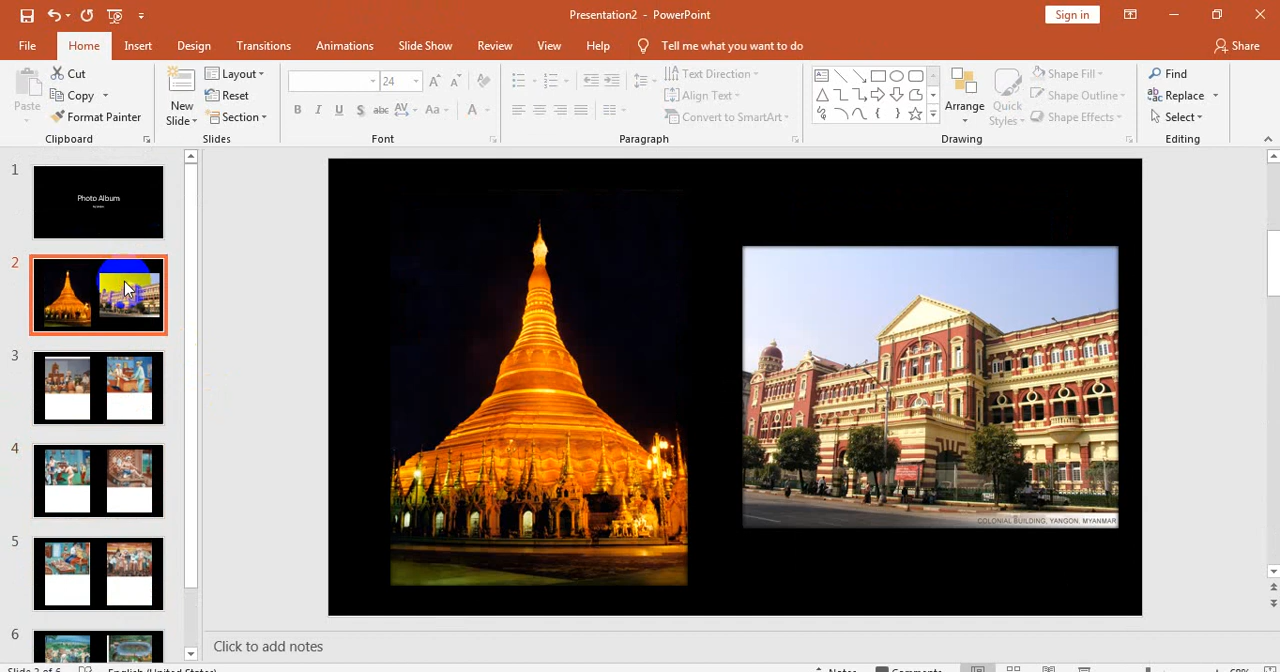 Presentation2 - PowerPoint
Sign in
File Home Insert Design Transitions Animations Slide Show Review View Help Tell me what you want to do Share
Paste
Cut
Copy
Format Painter
Clipboard
New Slide
Layout
Reset
Section
Slides
24
B I U S abc AV Aa A
Font
Text Direction
Align Text
Convert to SmartArt
Paragraph
Arrange
Quick Styles
Shape Fill
Shape Outline
Shape Effects
Drawing
Find
Replace
Select
Editing
1
Photo Album
2
3
4
5
6
COLONIAL BUILDING, YANGON, MYANMAR
Click to add notes
English (United States)
Notes
Comments
68%